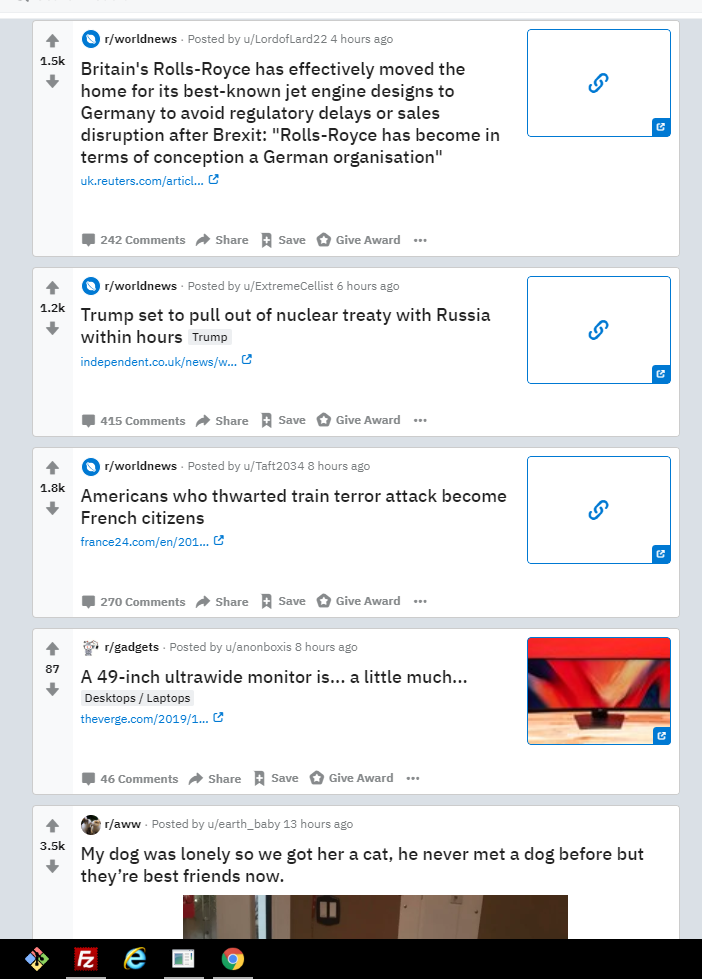 r/worldnews · Posted by u/LordofLard22 4 hours ago
1.5k
Britain's Rolls-Royce has effectively moved the
home for its best-known jet engine designs to
Germany to avoid regulatory delays or sales
disruption after Brexit: "Rolls-Royce has become in
terms of conception a German organisation"
uk.reuters.com/articl...
242 Comments Share Save Give Award ...
r/worldnews · Posted by u/ExtremeCellist 6 hours ago
1.2k
Trump set to pull out of nuclear treaty with Russia
within hours Trump
independent.co.uk/news/w...
415 Comments Share Save Give Award ...
r/worldnews · Posted by u/Taft2034 8 hours ago
1.8k
Americans who thwarted train terror attack become
French citizens
france24.com/en/201...
270 Comments Share Save Give Award ...
r/gadgets · Posted by u/anonboxis 8 hours ago
87
A 49-inch ultrawide monitor is... a little much...
Desktops / Laptops
theverge.com/2019/1...
46 Comments Share Save Give Award ...
r/aww · Posted by u/earth_baby 13 hours ago
3.5k
My dog was lonely so we got her a cat, he never met a dog before but
they’re best friends now.
Fz